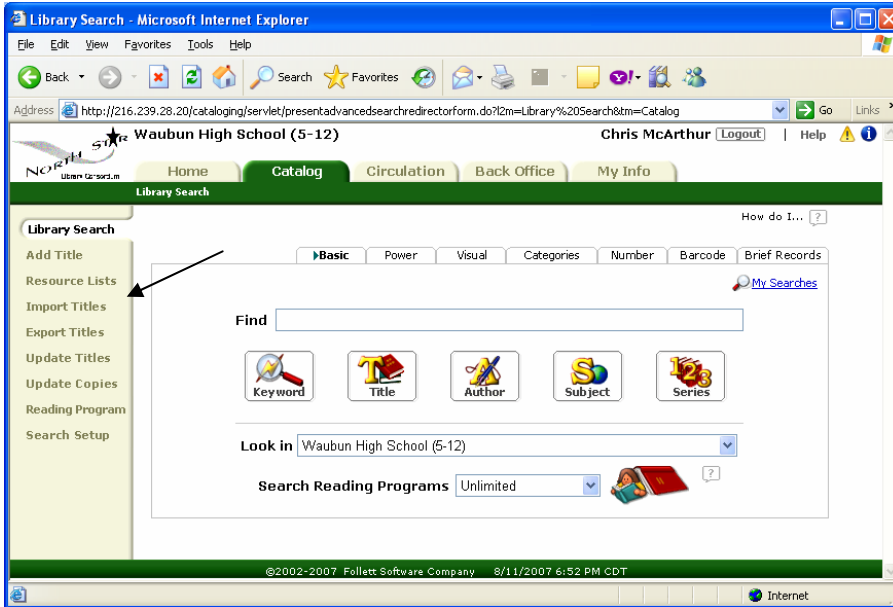 Library Search - Microsoft Internet Explorer
File Edit View Favorites Tools Help
Back Search Favorites
Address http://216.239.28.20/cataloging/servlet/presentadvancedsearchredirectorform.do?l2m=Library%20Search&tm=Catalog Go Links
Waubun High School (5-12) Chris McArthur Logout | Help
NORTH STAR
Library Consortium
Home Catalog Circulation Back Office My Info
Library Search
How do I... ?
Library Search
Add Title
Resource Lists
Import Titles
Export Titles
Update Titles
Update Copies
Reading Program
Search Setup
Basic Power Visual Categories Number Barcode Brief Records
My Searches
Find
Keyword Title Author Subject Series
Look in Waubun High School (5-12)
Search Reading Programs Unlimited ?
©2002-2007 Follett Software Company 8/11/2007 6:52 PM CDT
Internet